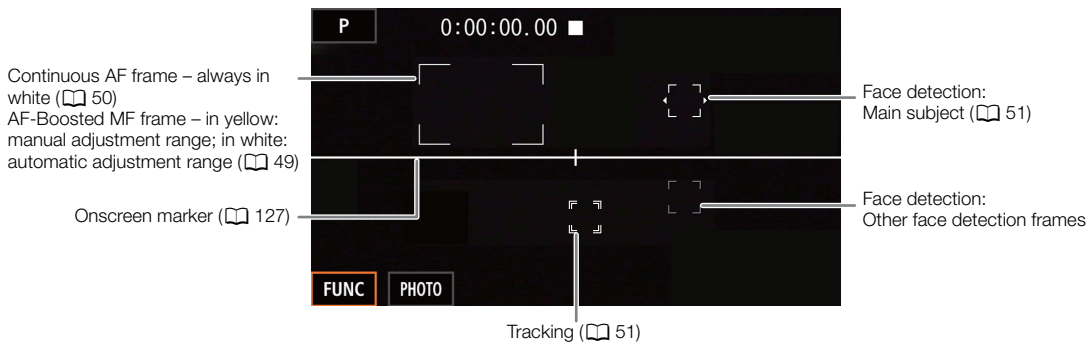 P
0:00:00.00
Continuous AF frame – always in
white (50)
AF-Boosted MF frame – in yellow:
manual adjustment range; in white:
automatic adjustment range (49)
Face detection:
Main subject (51)
Onscreen marker (127)
Face detection:
Other face detection frames
FUNC
PHOTO
Tracking (51)